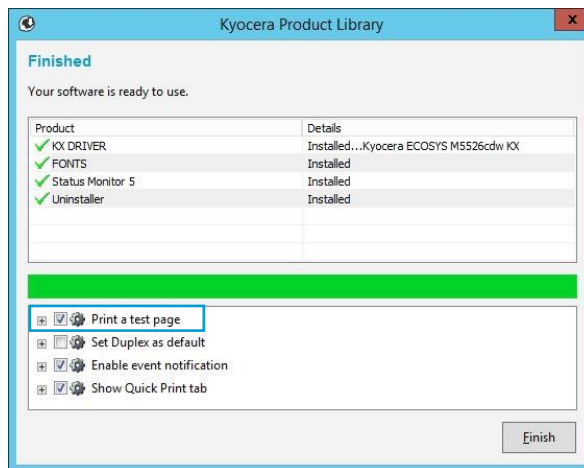 Kyocera Product Library
x
Finished
Your software is ready to use.
Product Details
KX DRIVER Installed...Kyocera ECOSYS M5526cdw KX
FONTS Installed
Status Monitor 5 Installed
Uninstaller Installed
Print a test page
Set Duplex as default
Enable event notification
Show Quick Print tab
Finish